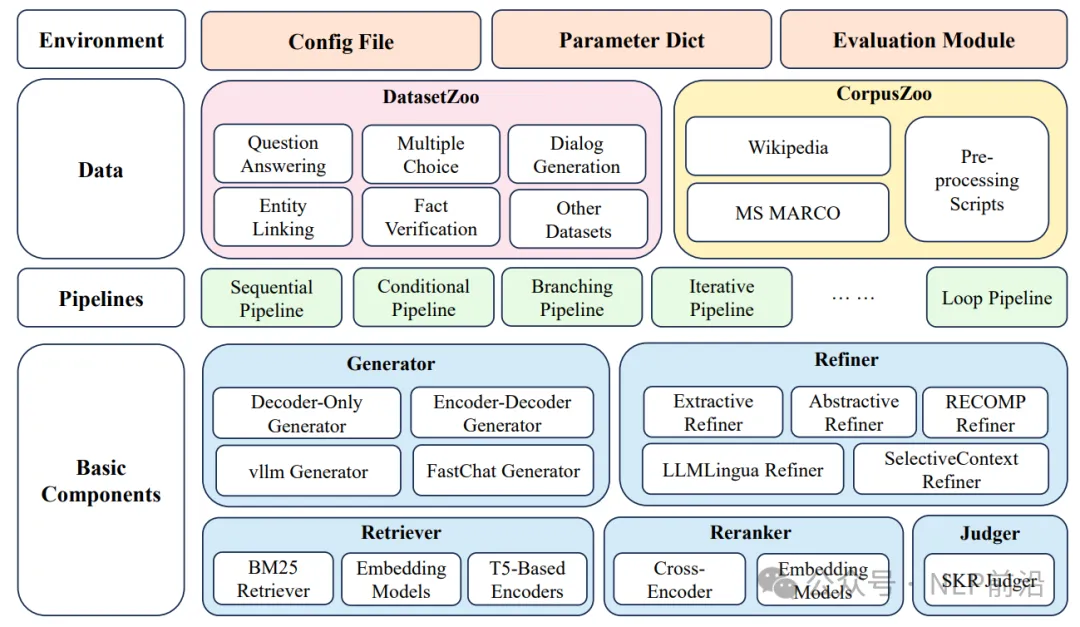 Environment
Config File
Parameter Dict
Evaluation Module
Data
DatasetZoo
Question
Answering
Multiple
Choice
Dialog
Generation
Entity
Linking
Fact
Verification
Other
Datasets
CorpusZoo
Wikipedia
MS MARCO
Pre-
processing
Scripts
Pipelines
Sequential
Pipeline
Conditional
Pipeline
Branching
Pipeline
Iterative
Pipeline
... ...
Loop Pipeline
Basic
Components
Generator
Decoder-Only
Generator
Encoder-Decoder
Generator
vllm Generator
FastChat Generator
Refiner
Extractive
Refiner
Abstractive
Refiner
RECOMP
Refiner
LLMLingua Refiner
SelectiveContext
Refiner
Retriever
BM25
Retriever
Embedding
Models
T5-Based
Encoders
Reranker
Cross-
Encoder
Embedding
Models
Judger
SKR Judger
公众号 · NLP前沿